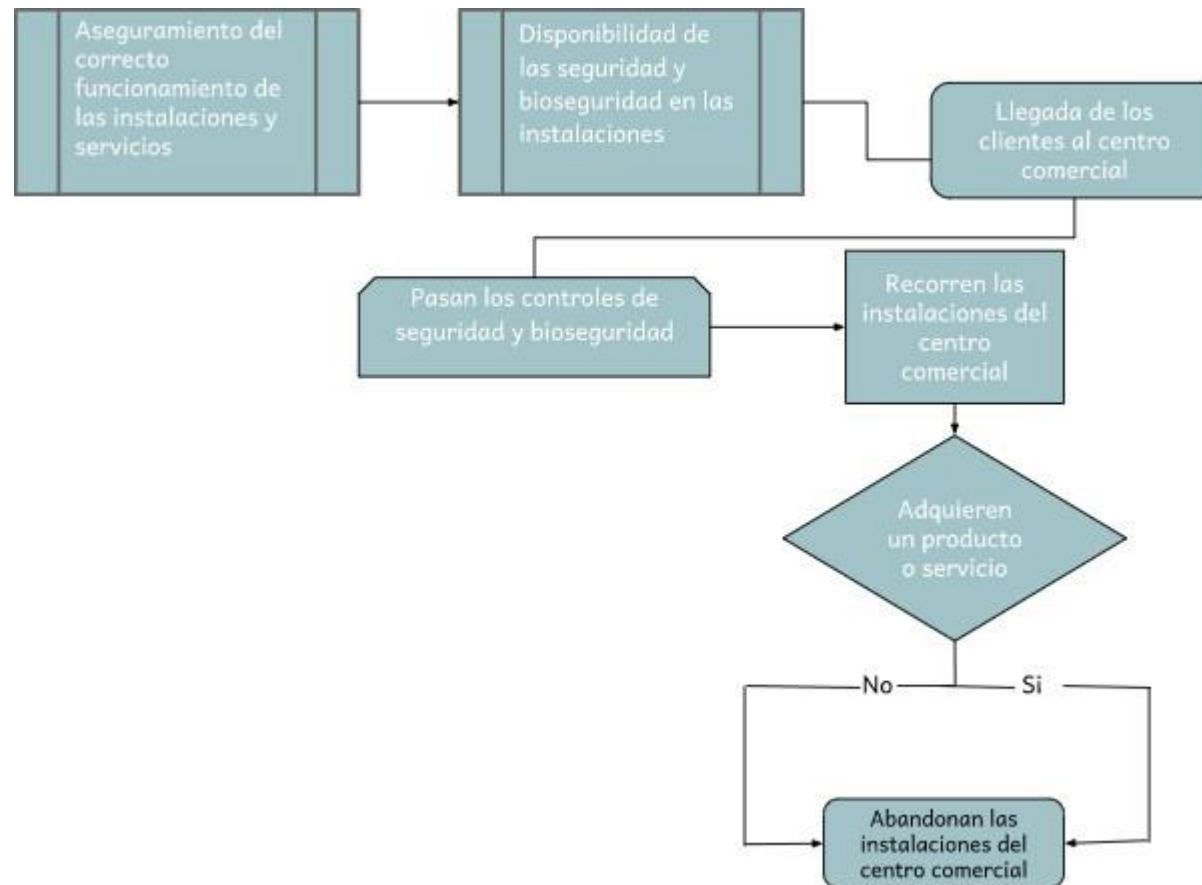 Aseguramiento del
correcto
funcionamiento de
las instalaciones y
servicios
Disponibilidad de
las seguridad y
bioseguridad en las
instalaciones
Llegada de los
clientes al centro
comercial
Pasan los controles de
seguridad y bioseguridad
Recorren las
instalaciones del
centro
comercial
Adquieren
un producto
o servicio
No
Si
Abandonan las
instalaciones del
centro comercial